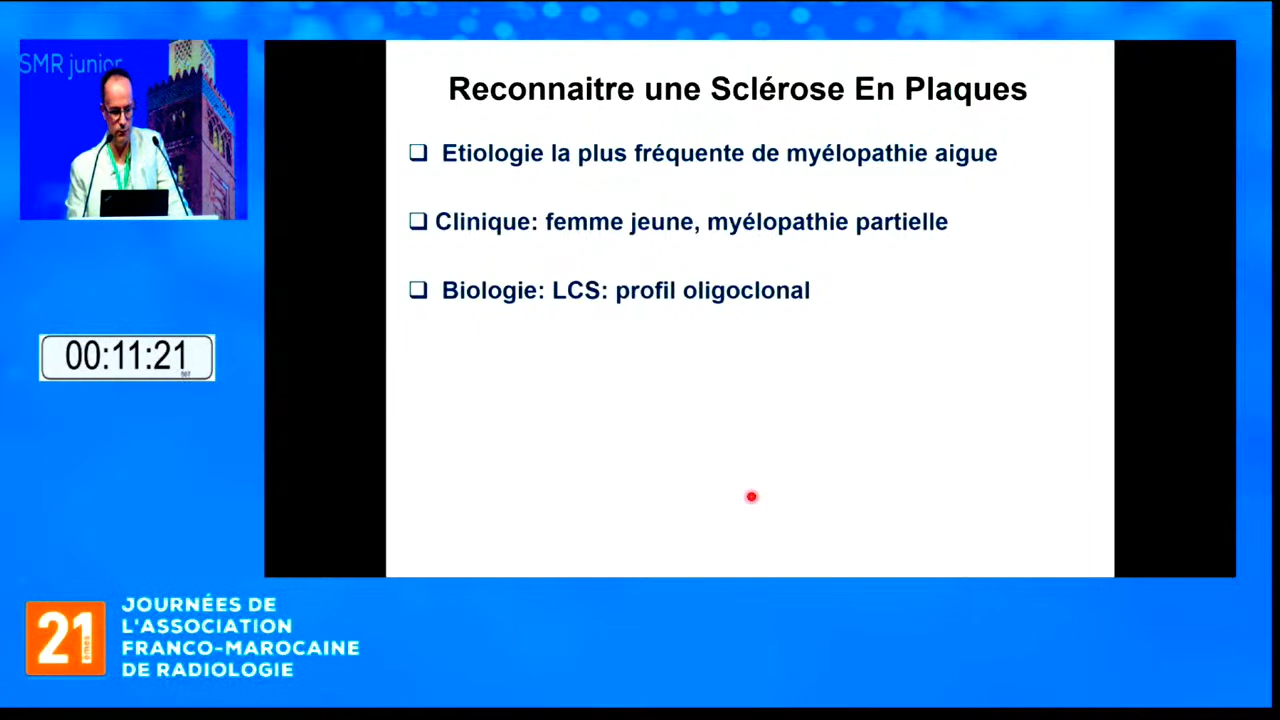 SMR junior
Reconnaitre une Sclérose En Plaques
❑ Etiologie la plus fréquente de myélopathie aigue
❑ Clinique: femme jeune, myélopathie partielle
❑ Biologie: LCS: profil oligoclonal
00:11:21
21
èmes
JOURNÉES DE
L'ASSOCIATION
FRANCO-MAROCAINE
DE RADIOLOGIE